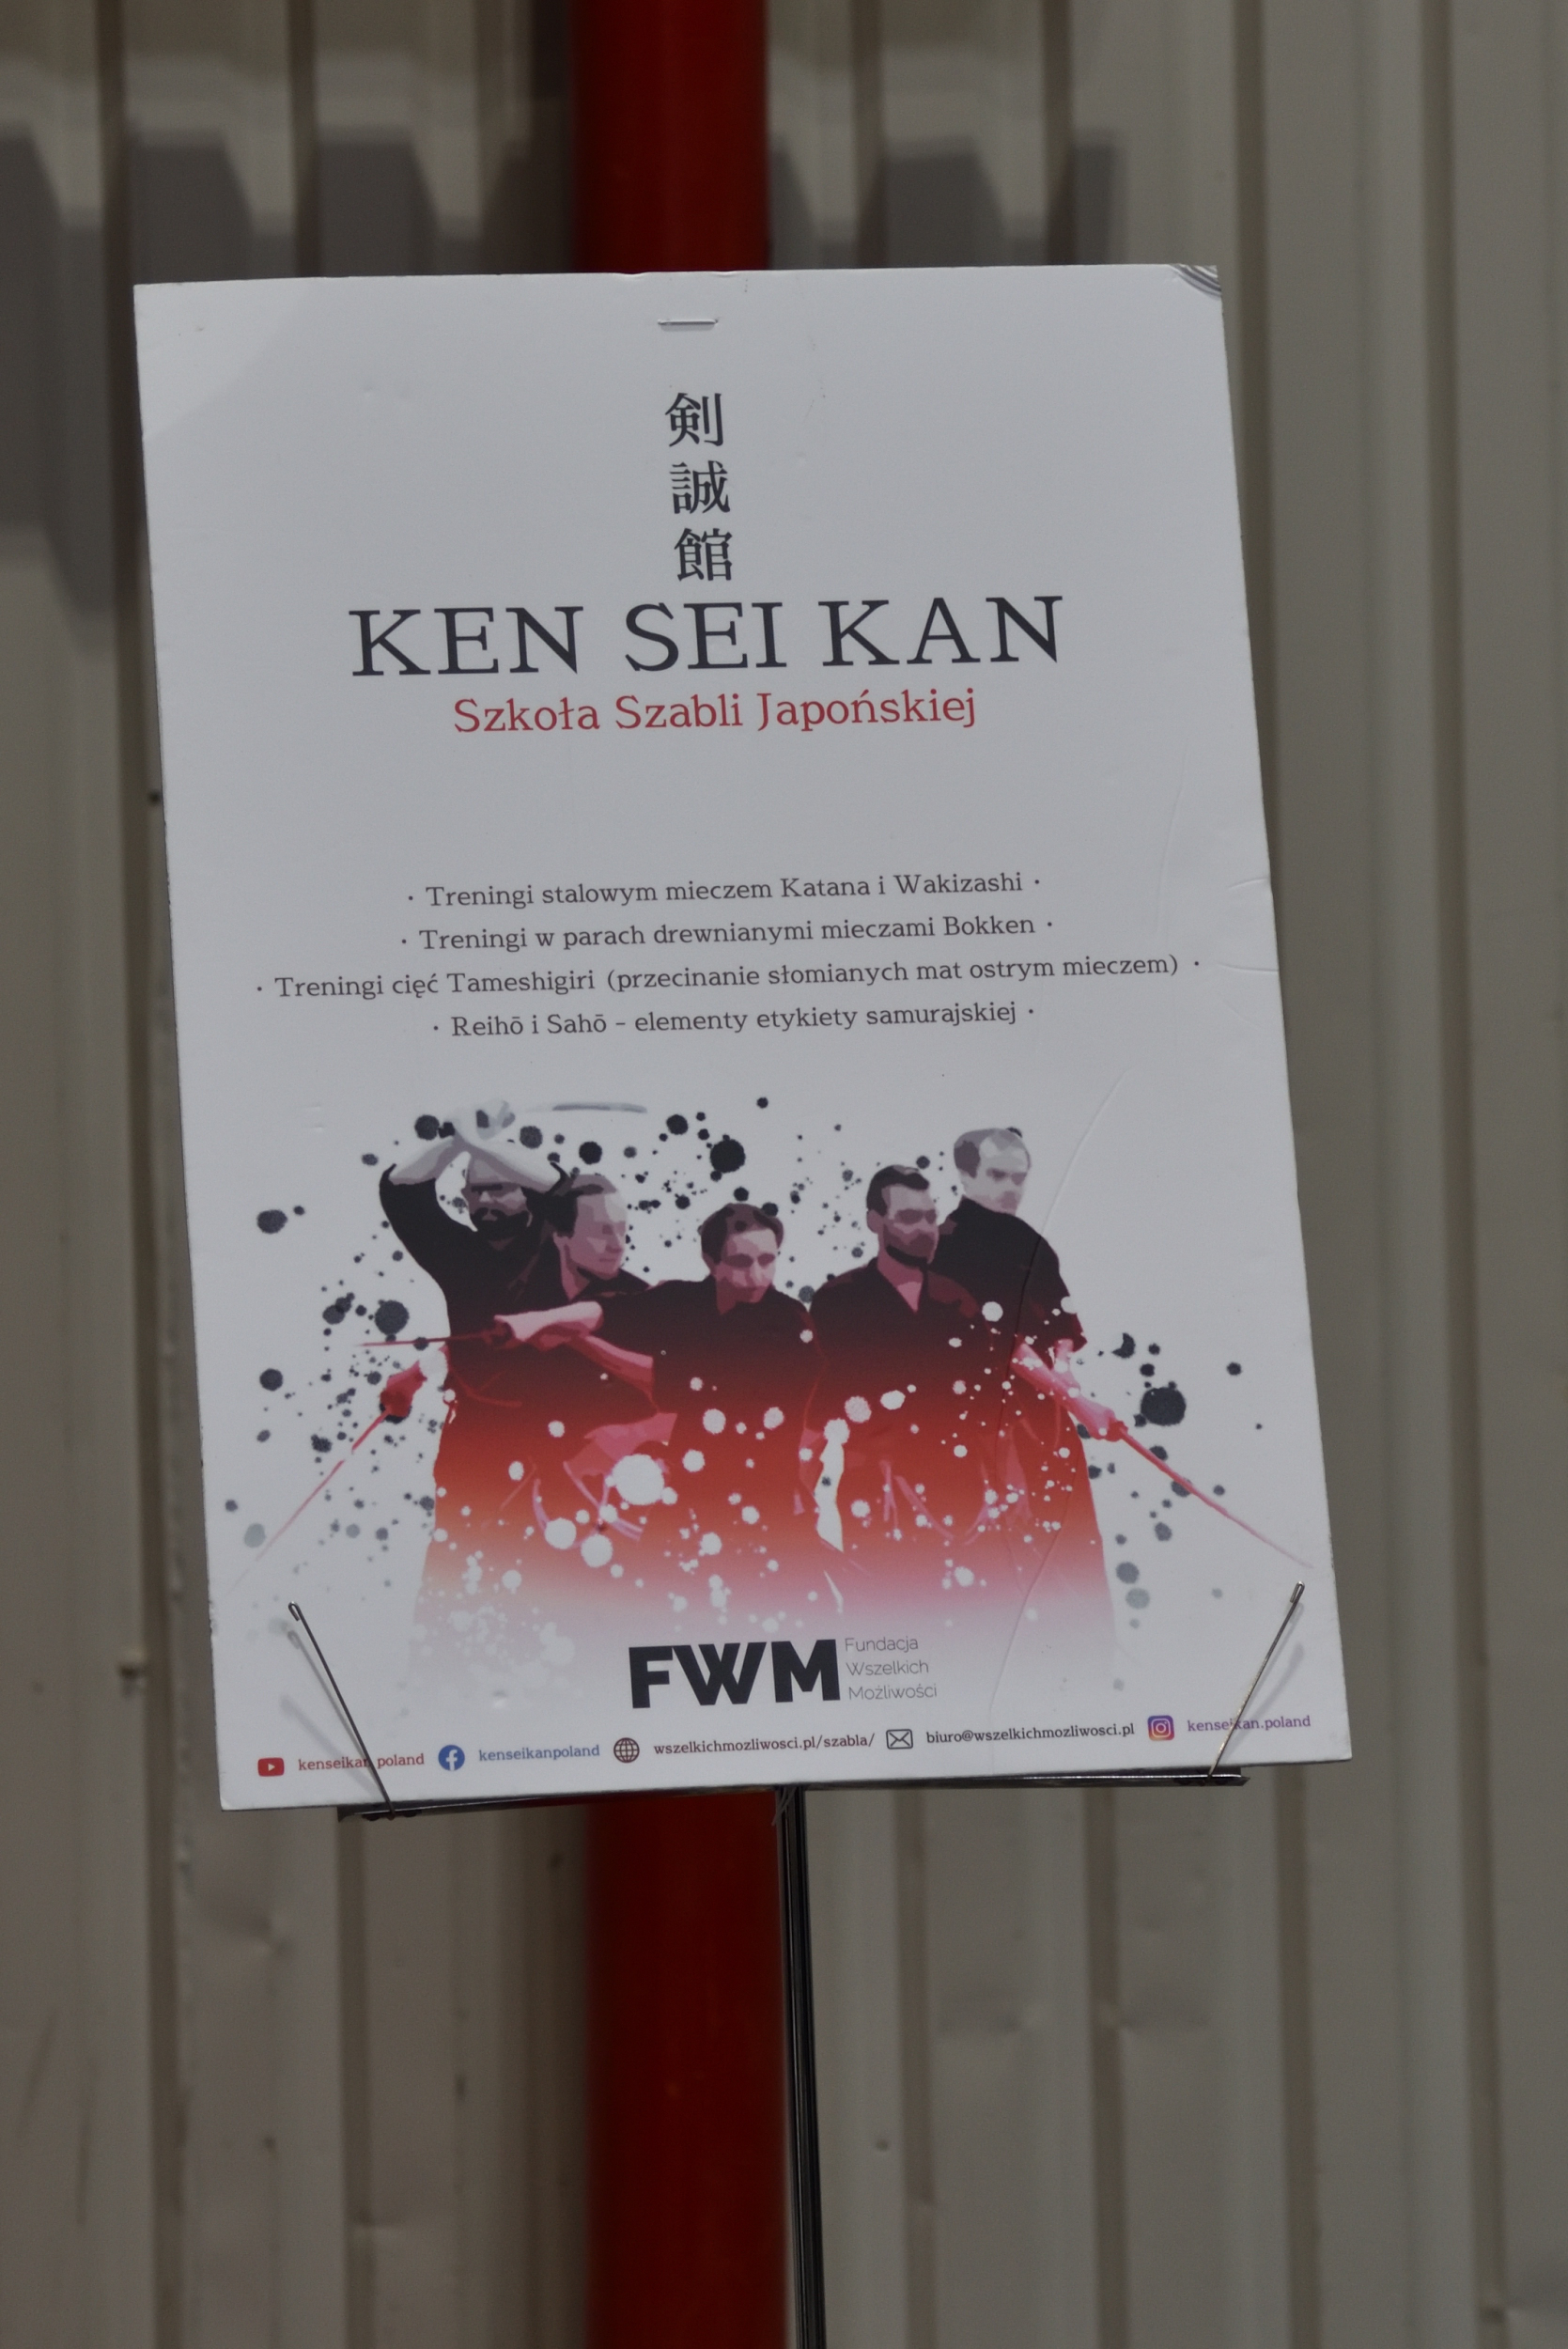 剣
誠
館
KEN SEI KAN
Szkoła Szabli Japońskiej
· Treningi stalowym mieczem Katana i Wakizashi ·
· Treningi w parach drewnianymi mieczami Bokken ·
· Treningi cięć Tameshigiri (przecinanie słomianych mat ostrym mieczem) ·
· Reihō i Sahō - elementy etykiety samurajskiej ·
FWM
Fundacja
Wszelkich
Możliwości
kenseikan poland kenseikanpoland wszelkichmozliwosci.pl/szabla/ biuro@wszelkichmozliwosci.pl kenseikan.poland